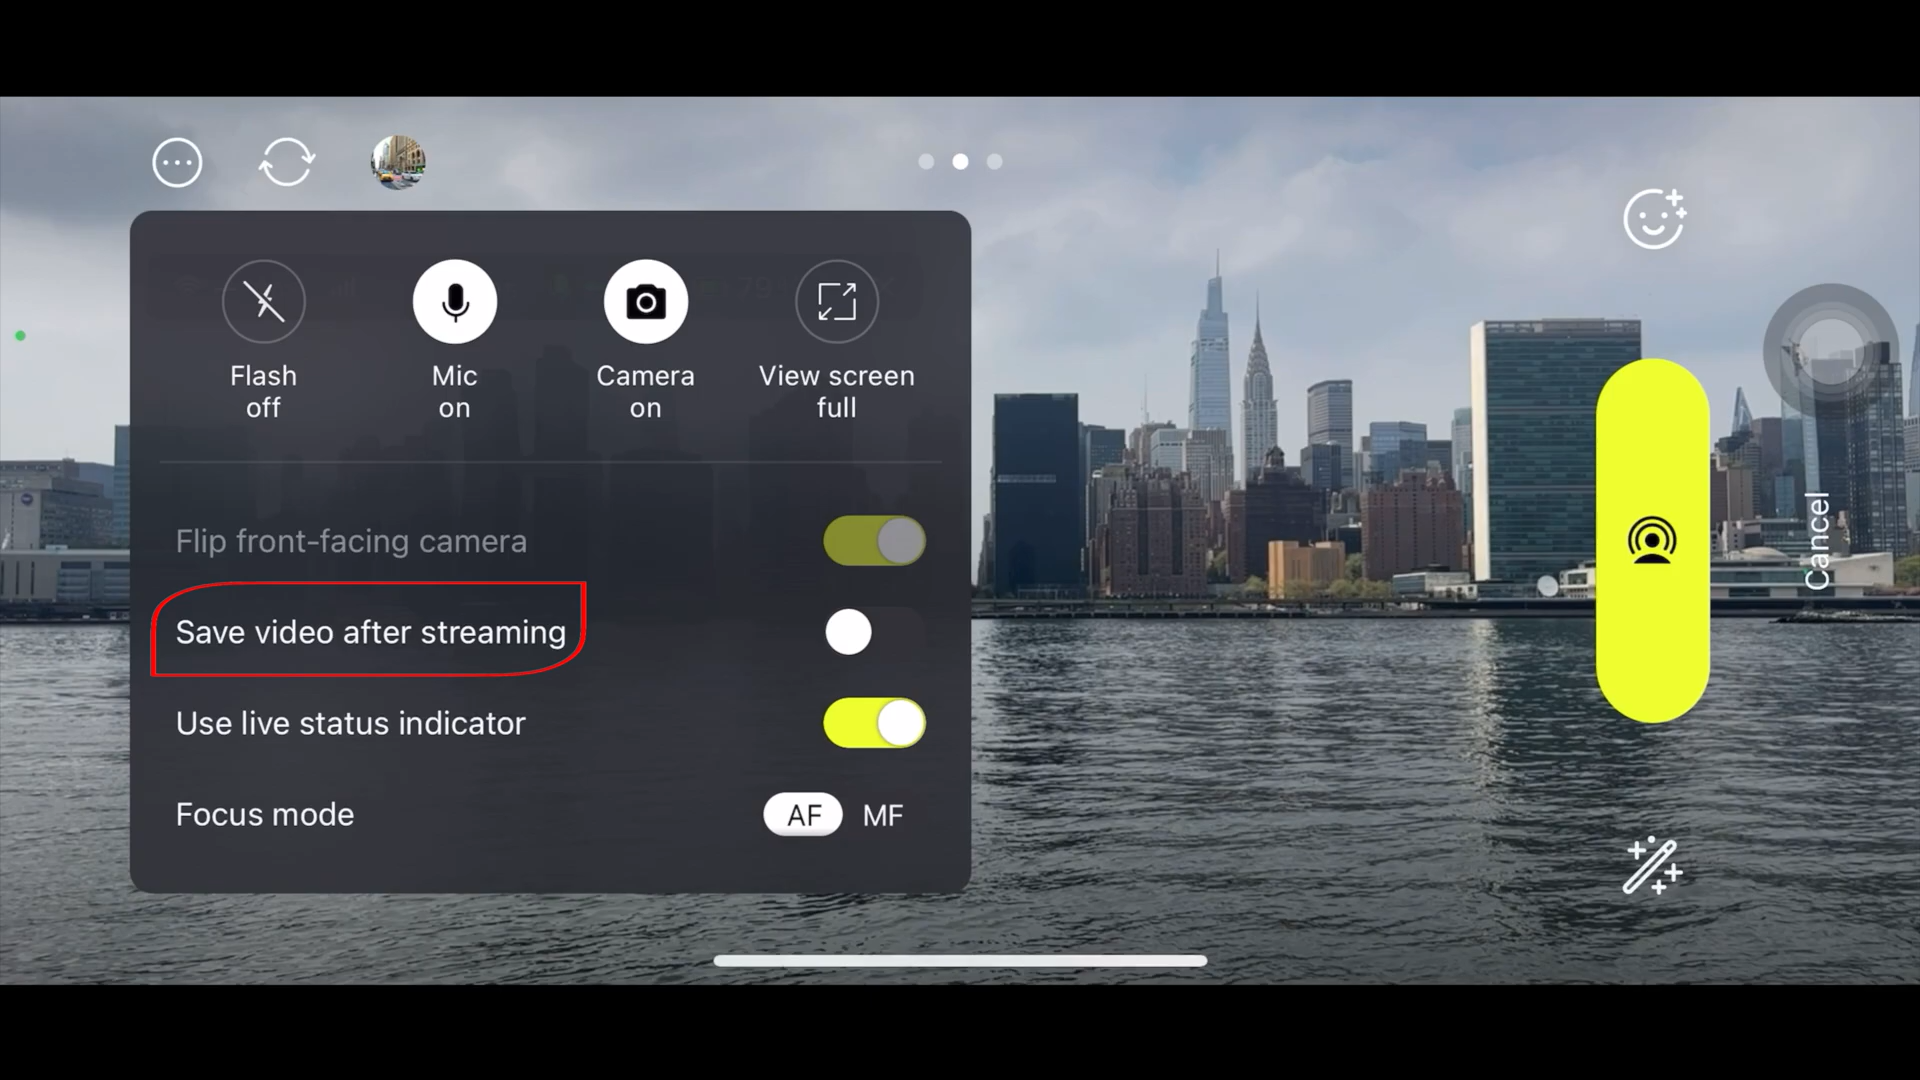 Flash
off
Mic
on
Camera
on
View screen
full
Flip front-facing camera
Save video after streaming
Use live status indicator
Focus mode
AF MF
Cancel